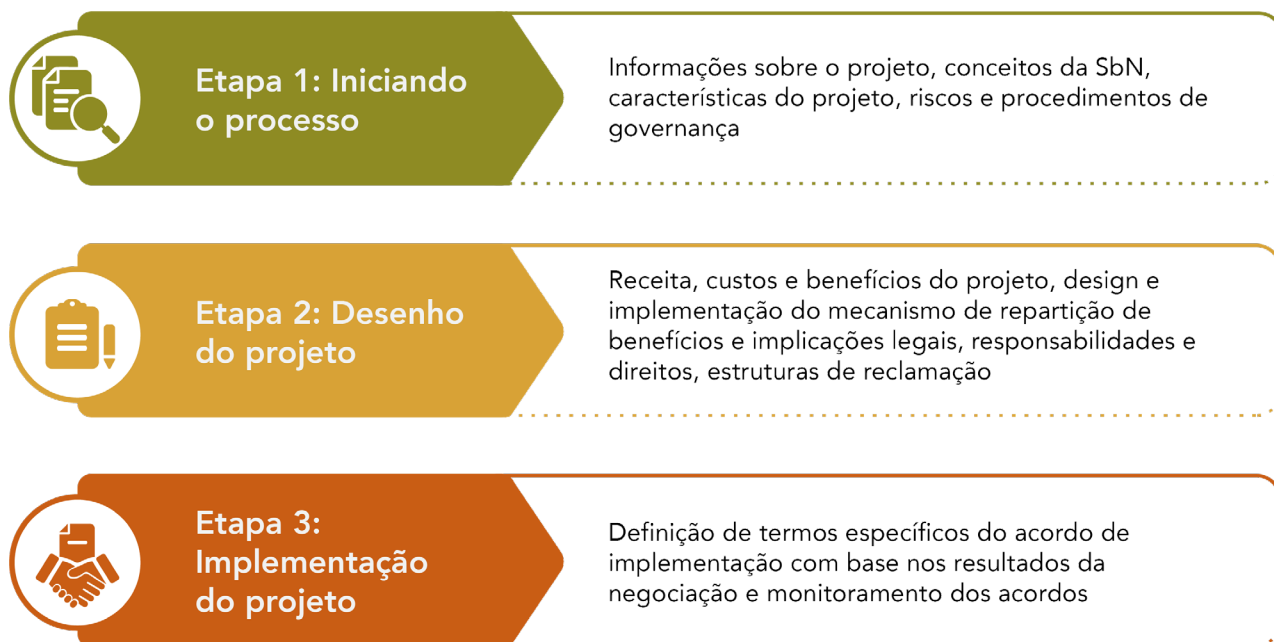 Etapa 1: Iniciando
o processo
Informações sobre o projeto, conceitos da SbN,
características do projeto, riscos e procedimentos de
governança
Etapa 2: Desenho
do projeto
Receita, custos e benefícios do projeto, design e
implementação do mecanismo de repartição de
benefícios e implicações legais, responsabilidades e
direitos, estruturas de reclamação
Etapa 3:
Implementação
do projeto
Definição de termos específicos do acordo de
implementação com base nos resultados da
negociação e monitoramento dos acordos